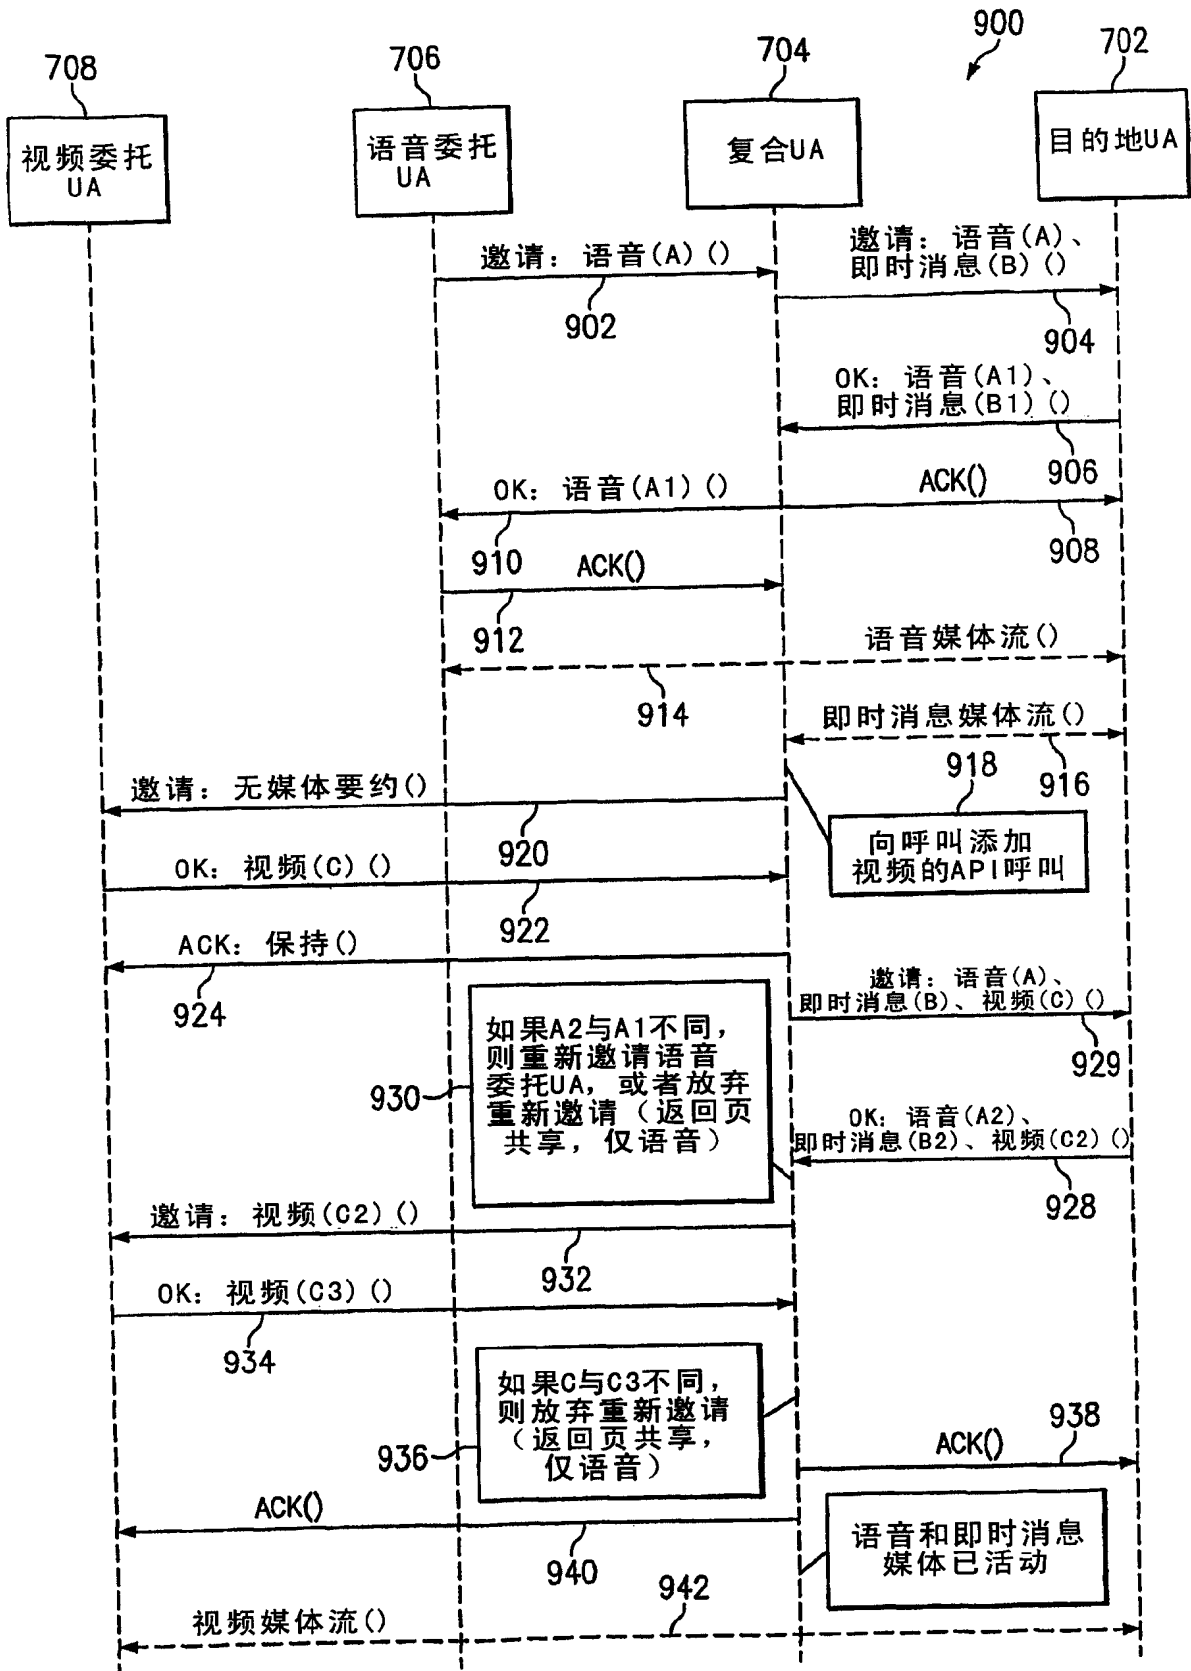 900
708
706
704
702
视频委托
UA
语音委托
UA
复合UA
目的地UA
邀请：语音(A)()
902
邀请：语音(A)、
即时消息(B)()
904
OK：语音(A1)、
即时消息(B1)()
906
OK：语音(A1)()
910
ACK()
908
ACK()
912
语音媒体流()
914
即时消息媒体流()
916
918
向呼叫添加
视频的API呼叫
邀请：无媒体要约()
920
OK：视频(C)()
922
ACK：保持()
924
邀请：语音(A)、
即时消息(B)、视频(C)()
929
如果A2与A1不同，
则重新邀请语音
委托UA，或者放弃
重新邀请（返回页
共享，仅语音）
930
OK：语音(A2)、
即时消息(B2)、视频(C2)()
928
邀请：视频(C2)()
932
OK：视频(C3)()
934
如果C与C3不同，
则放弃重新邀请
（返回页共享，
仅语音）
936
ACK()
938
ACK()
940
语音和即时消息
媒体已活动
视频媒体流()
942